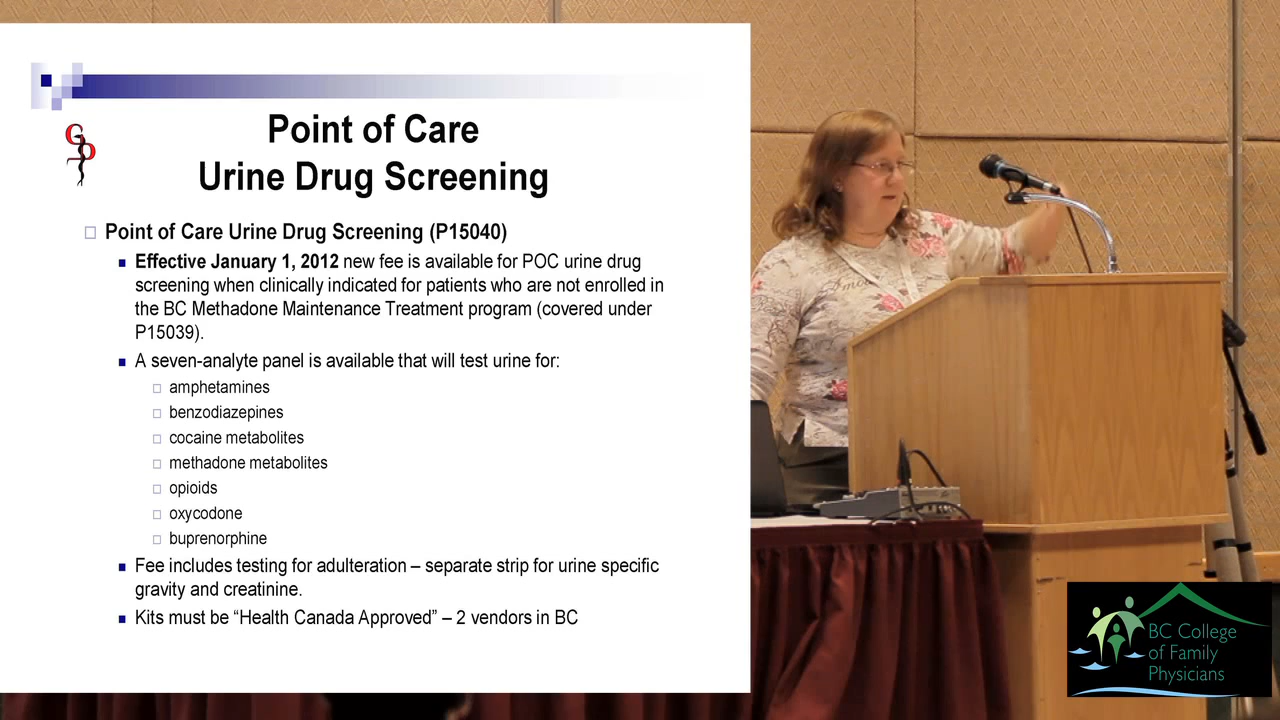 Point of Care
Urine Drug Screening
Point of Care Urine Drug Screening (P15040)
Effective January 1, 2012 new fee is available for POC urine drug
screening when clinically indicated for patients who are not enrolled in
the BC Methadone Maintenance Treatment program (covered under
P15039).
A seven-analyte panel is available that will test urine for:
amphetamines
benzodiazepines
cocaine metabolites
methadone metabolites
opioids
oxycodone
buprenorphine
Fee includes testing for adulteration – separate strip for urine specific
gravity and creatinine.
Kits must be “Health Canada Approved” – 2 vendors in BC
GP
BC College
of Family
Physicians